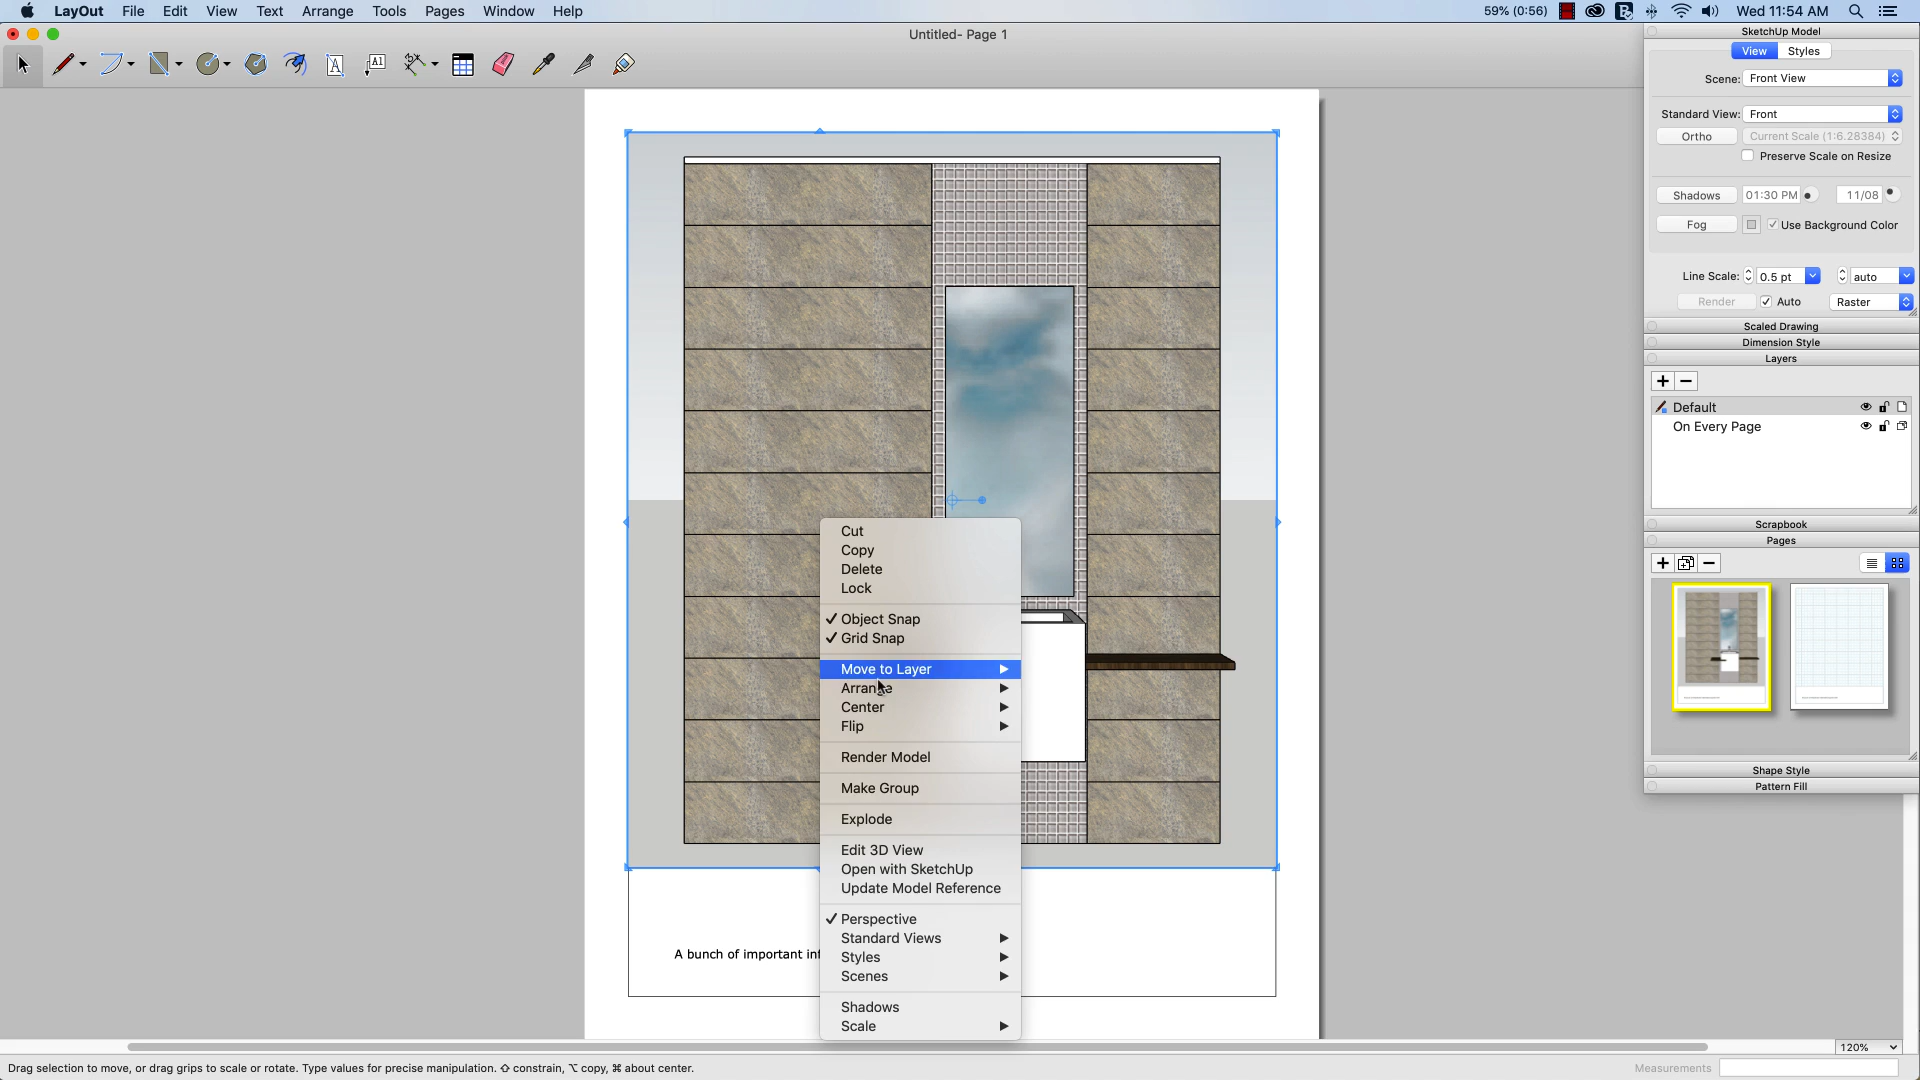 LayOut File Edit View Text Arrange Tools Pages Window Help
59% (0:56) Wed 11:54 AM
Untitled- Page 1
A1
A
SketchUp Model
View Styles
Scene: Front View
Standard View: Front
Ortho Current Scale (1:6.28384)
Preserve Scale on Resize
Shadows 01:30 PM 11/08
Fog Use Background Color
Line Scale: 0.5 pt auto
Render Auto Raster
Scaled Drawing
Dimension Style
Layers
Default
On Every Page
Scrapbook
Pages
Shape Style
Pattern Fill
Cut
Copy
Delete
Lock
Object Snap
Grid Snap
Move to Layer
Arrange
Center
Flip
Render Model
Make Group
Explode
Edit 3D View
Open with SketchUp
Update Model Reference
Perspective
Standard Views
Styles
Scenes
Shadows
Scale
A bunch of important
120%
Drag selection to move, or drag grips to scale or rotate. Type values for precise manipulation. ⇧ constrain, ⌥ copy, ⌘ about center.
Measurements